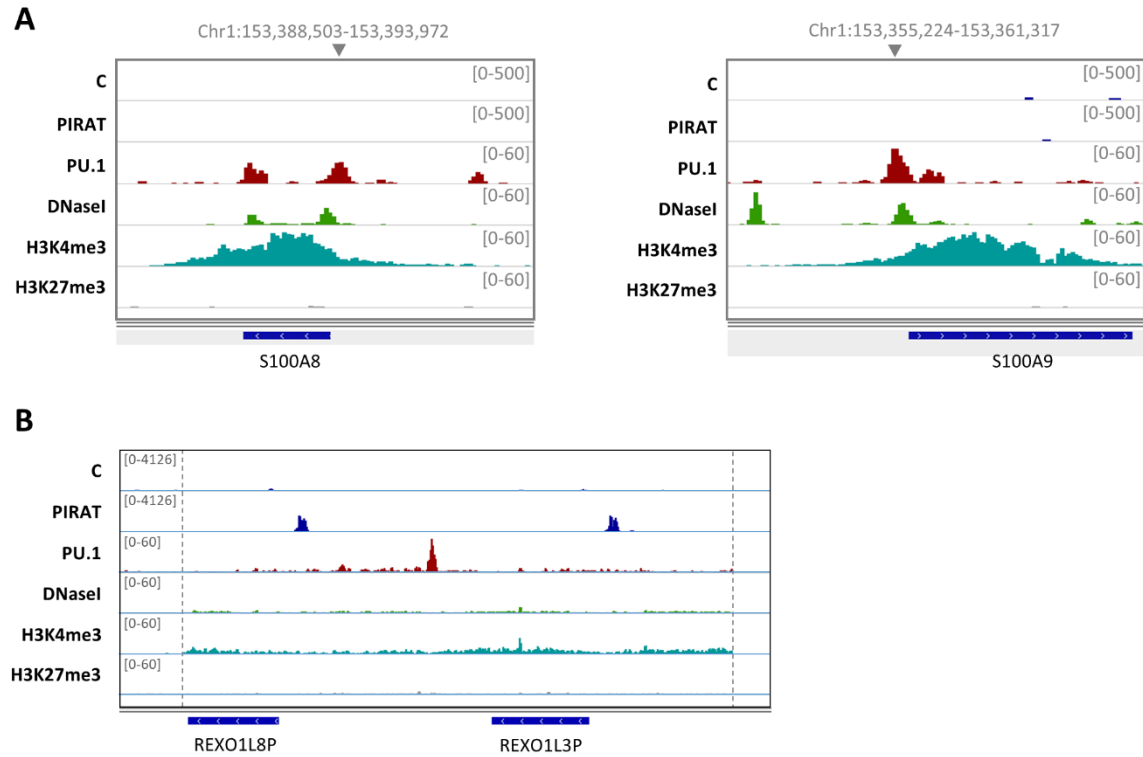 A
Chr1:153,388,503-153,393,972
C
[0-500]
PIRAT
[0-500]
PU.1
[0-60]
DNaseI
[0-60]
H3K4me3
[0-60]
H3K27me3
[0-60]
S100A8
Chr1:153,355,224-153,361,317
C
[0-500]
PIRAT
[0-500]
PU.1
[0-60]
DNaseI
[0-60]
H3K4me3
[0-60]
H3K27me3
[0-60]
S100A9
B
C
[0-4126]
PIRAT
[0-4126]
PU.1
[0-60]
DNaseI
[0-60]
H3K4me3
[0-60]
H3K27me3
[0-60]
REXO1L8P
REXO1L3P